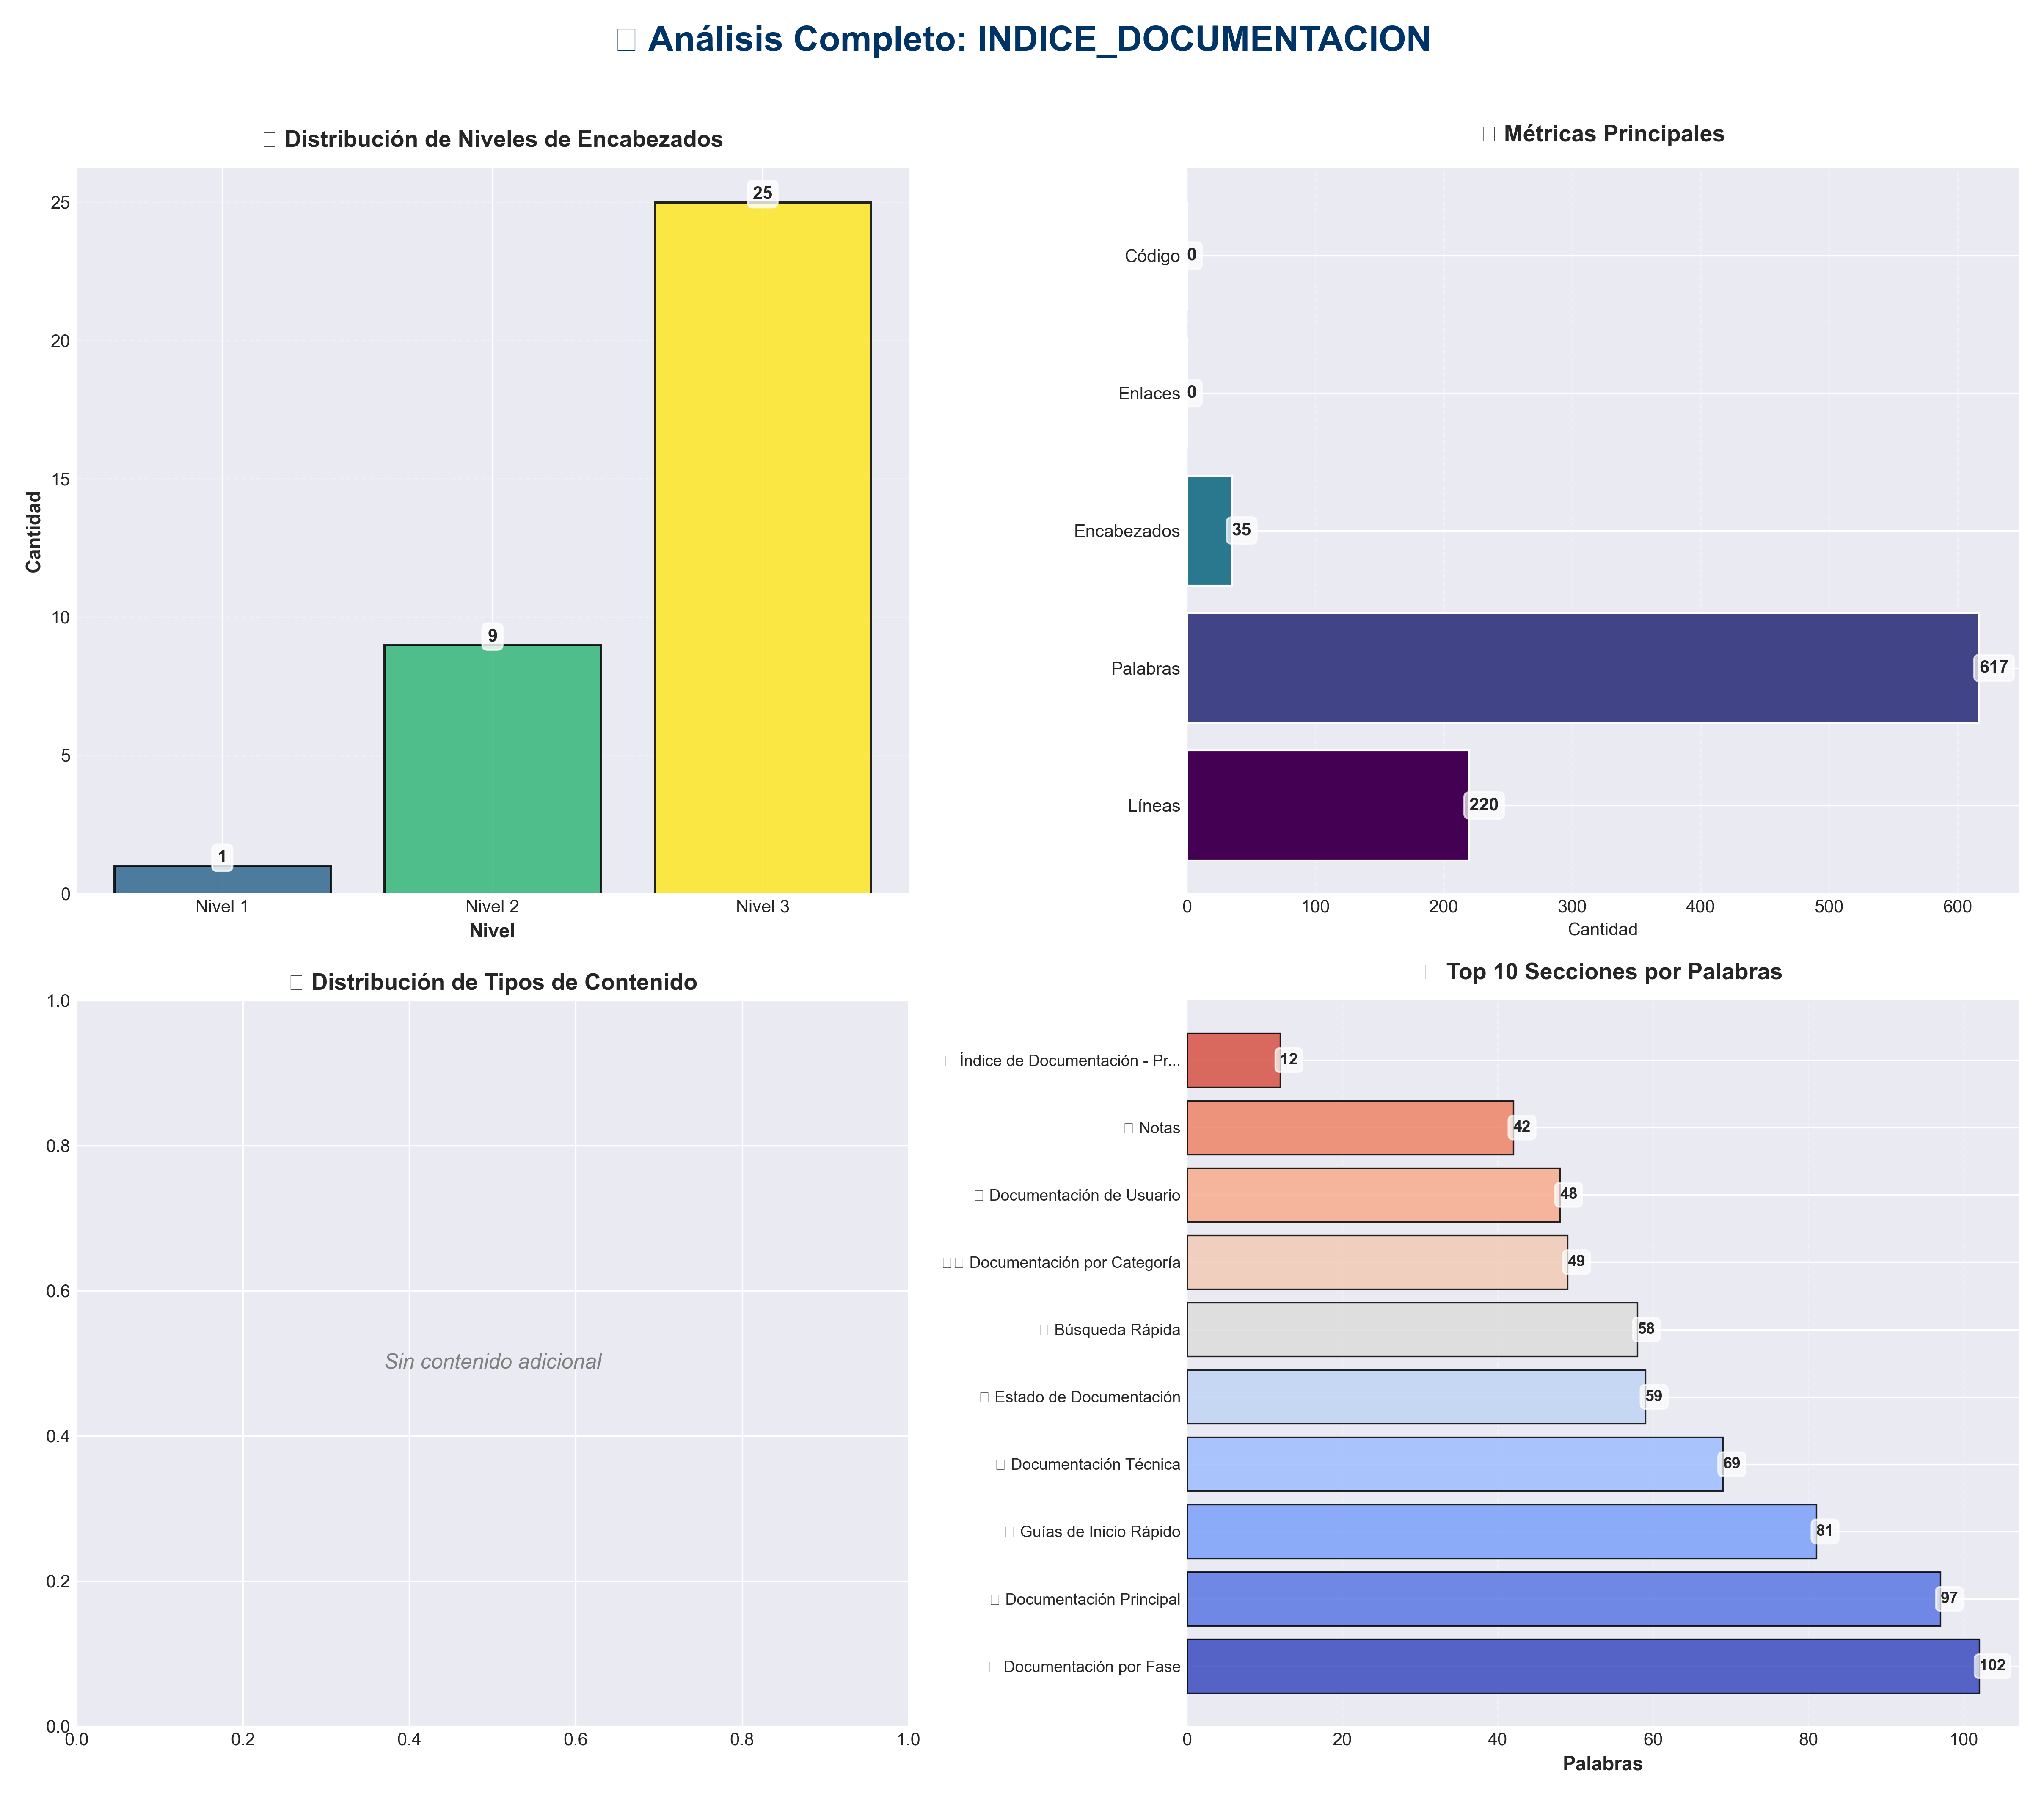 Análisis Completo: INDICE_DOCUMENTACION
Distribución de Niveles de Encabezados
25
20
15
10
5
0
Cantidad
1
9
25
Nivel 1
Nivel 2
Nivel 3
Nivel
Métricas Principales
Código
Enlaces
Encabezados
Palabras
Líneas
0
0
35
617
220
0
100
200
300
400
500
600
Cantidad
Distribución de Tipos de Contenido
1.0
0.8
0.6
0.4
0.2
0.0
Sin contenido adicional
0.0
0.2
0.4
0.6
0.8
1.0
Top 10 Secciones por Palabras
Índice de Documentación - Pr...
12
Notas
42
Documentación de Usuario
48
Documentación por Categoría
49
Búsqueda Rápida
58
Estado de Documentación
59
Documentación Técnica
69
Guías de Inicio Rápido
81
Documentación Principal
97
Documentación por Fase
102
0
20
40
60
80
100
Palabras